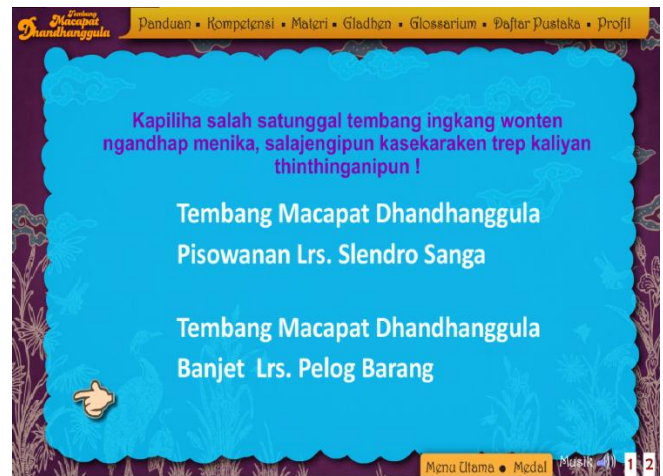 Tembang
Macapat
Dhandhanggula
Panduan • Kompetensi • Materi • Gladhen • Glossarium • Daftar Pustaka • Profil
Kapiliha salah satunggal tembang ingkang wonten
ngandhap menika, salajengipun kasekaraken trep kaliyan
thinthinganipun !
Tembang Macapat Dhandhanggula
Pisowanan Lrs. Slendro Sanga
Tembang Macapat Dhandhanggula
Banjet Lrs. Pelog Barang
Menu Utama • Medal Musik 1 2